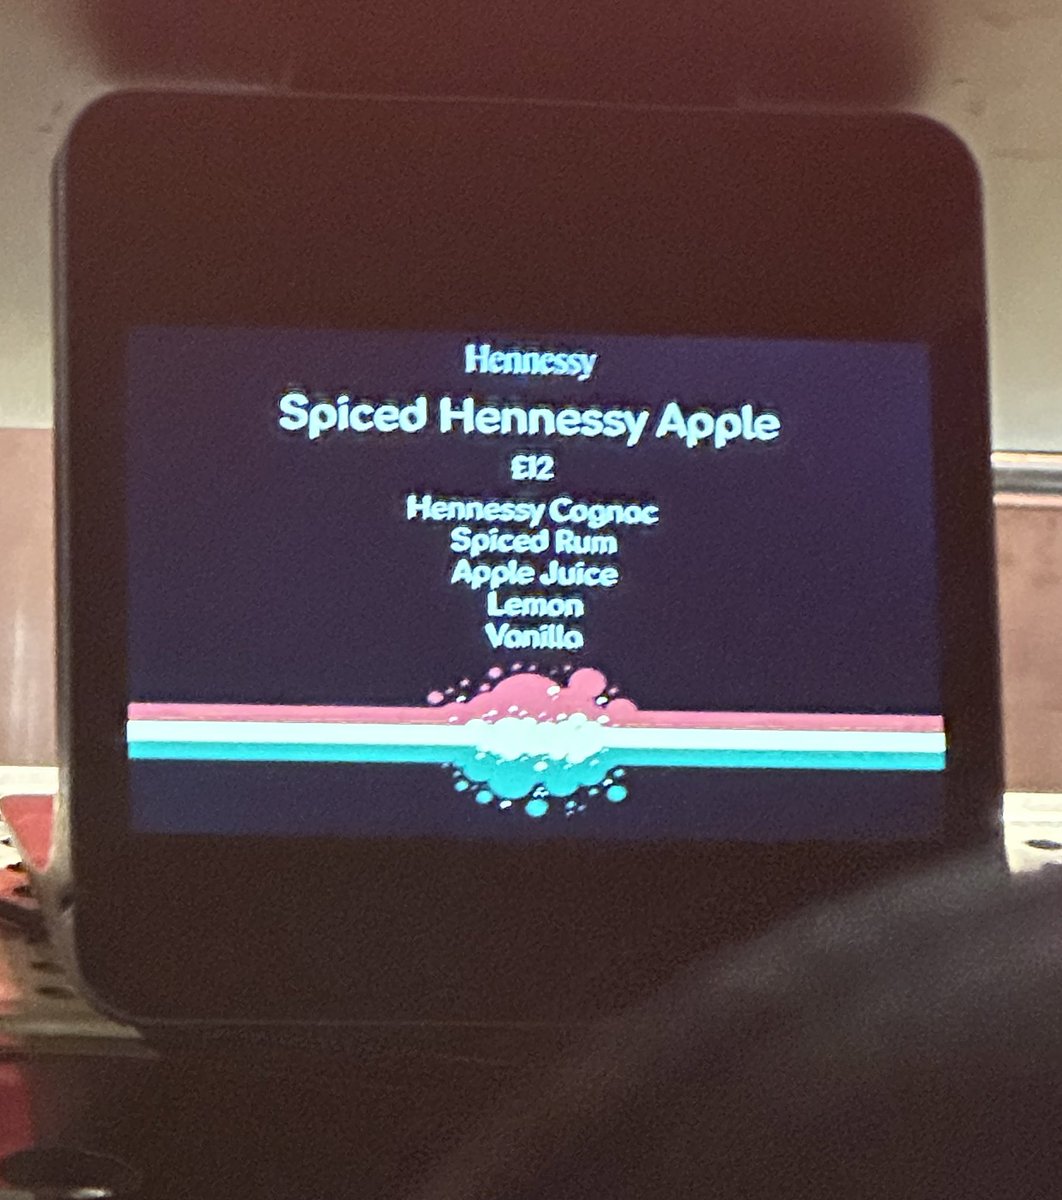 Hennessy
Spiced Hennessy Apple
£12
Hennessy Cognac
Spiced Rum
Apple Juice
Lemon
Vanilla